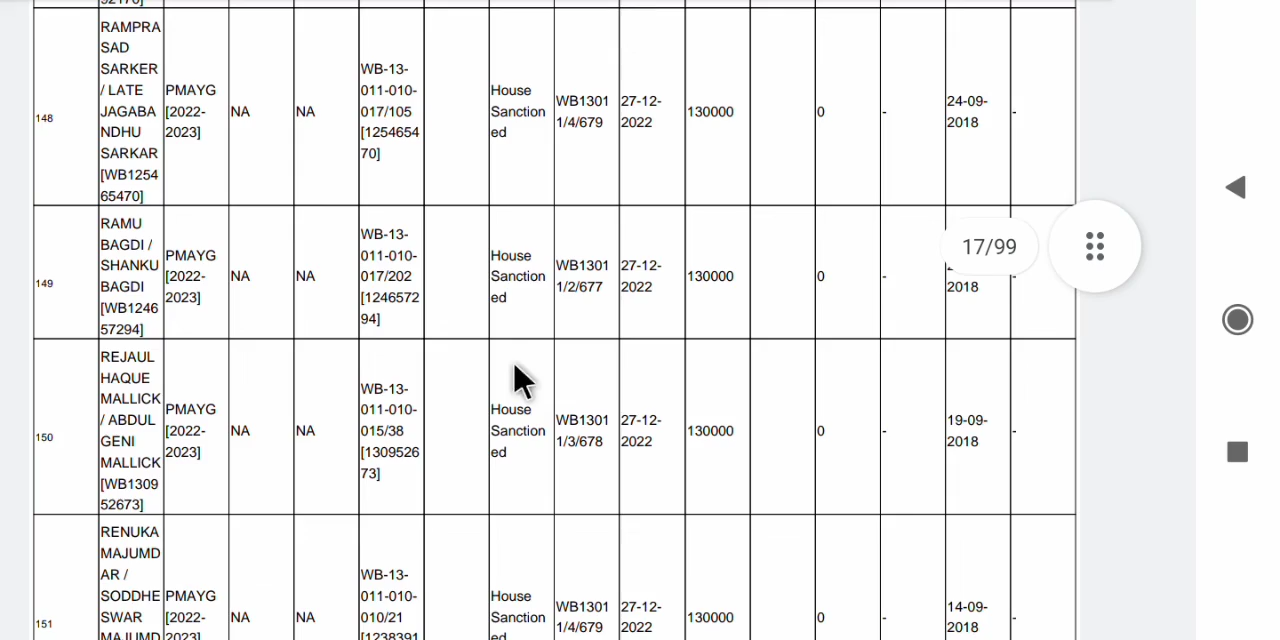 92170]
148
RAMPRA
SAD
SARKER
/ LATE
JAGABA
NDHU
SARKAR
[WB1254
65470]
PMAYG
[2022-
2023]
NA
NA
WB-13-
011-010-
017/105
[1254654
70]
House
Sanction
ed
WB1301
1/4/679
27-12-
2022
130000
0
-
24-09-
2018
-
149
RAMU
BAGDI /
SHANKU
BAGDI
[WB1246
57294]
PMAYG
[2022-
2023]
NA
NA
WB-13-
011-010-
017/202
[1246572
94]
House
Sanction
ed
WB1301
1/2/677
27-12-
2022
130000
0
-
2018
-
17/99
150
REJAUL
HAQUE
MALLICK
/ ABDUL
GENI
MALLICK
[WB1309
52673]
PMAYG
[2022-
2023]
NA
NA
WB-13-
011-010-
015/38
[1309526
73]
House
Sanction
ed
WB1301
1/3/678
27-12-
2022
130000
0
-
19-09-
2018
-
151
RENUKA
MAJUMD
AR /
SODDHE
SWAR
MAJUMD
PMAYG
[2022-
2023]
NA
NA
WB-13-
011-010-
010/21
[1238391
House
Sanction
ed
WB1301
1/4/679
27-12-
2022
130000
0
-
14-09-
2018
-